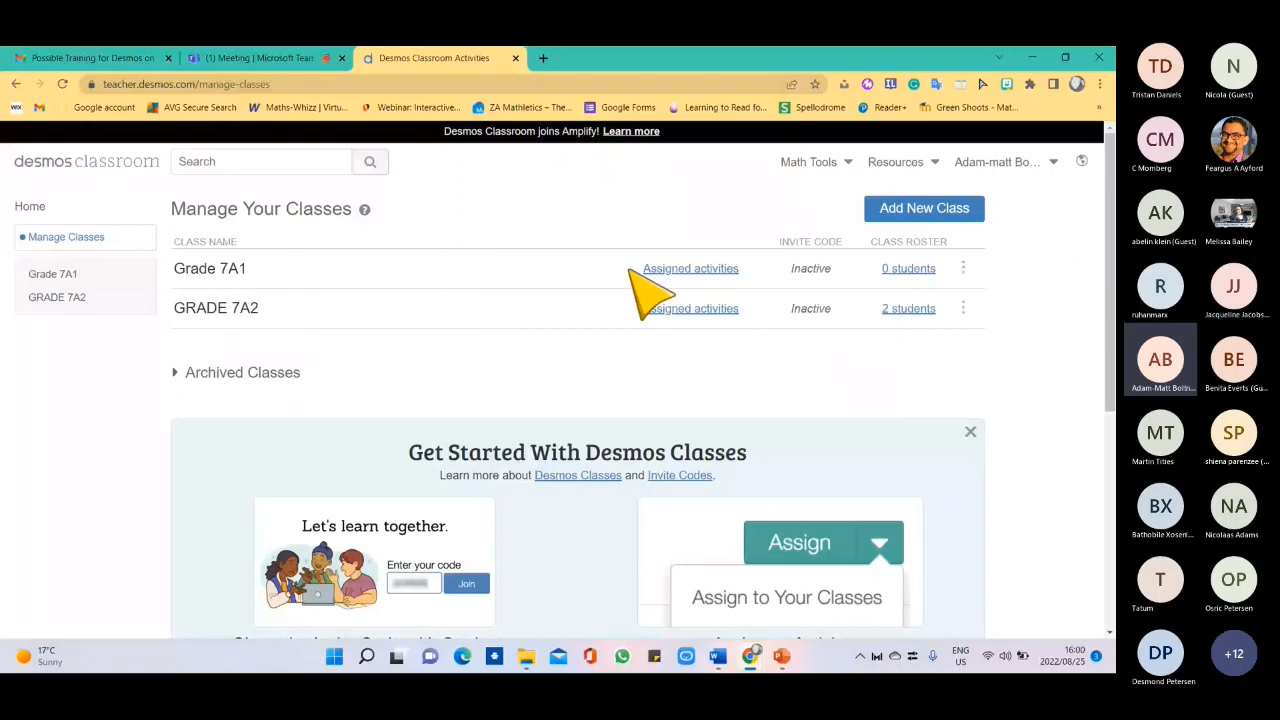 Possible Training for Desmos on
(1) Meeting | Microsoft Team
Desmos Classroom Activities
teacher.desmos.com/manage-classes
WIX
Google account
AVG Secure Search
Maths-Whizz | Virtu...
Webinar: Interactive...
ZA Mathletics – The...
Google Forms
Learning to Read fo...
Spellodrome
Reader+
Green Shoots - Mat...
Desmos Classroom joins Amplify! Learn more
desmos classroom
Search
Math Tools
Resources
Adam-matt Bo...
Home
Manage Classes
Grade 7A1
GRADE 7A2
Manage Your Classes
Add New Class
CLASS NAME
INVITE CODE
CLASS ROSTER
Grade 7A1
Assigned activities
Inactive
0 students
GRADE 7A2
activities
Inactive
2 students
Archived Classes
Get Started With Desmos Classes
Learn more about Desmos Classes and Invite Codes.
Let's learn together.
Enter your code
Join
Assign
Assign to Your Classes
17°C
Sunny
ENG
US
16:00
2022/08/25
3
TD
Tristan Daniels
N
Nicola (Guest)
CM
C Momberg
Feargus A Ayford
AK
abelin klein (Guest)
Melissa Bailey
R
ruhanmarx
JJ
Jacqueline Jacobs...
AB
Adam-Matt Boltn...
BE
Benita Everts (Gu...
MT
Martin Tities
SP
shiena parenzee (...
BX
Bathobile Xoseri...
NA
Nicolaas Adams
T
Tatum
OP
Osric Petersen
DP
Desmond Petersen
+12